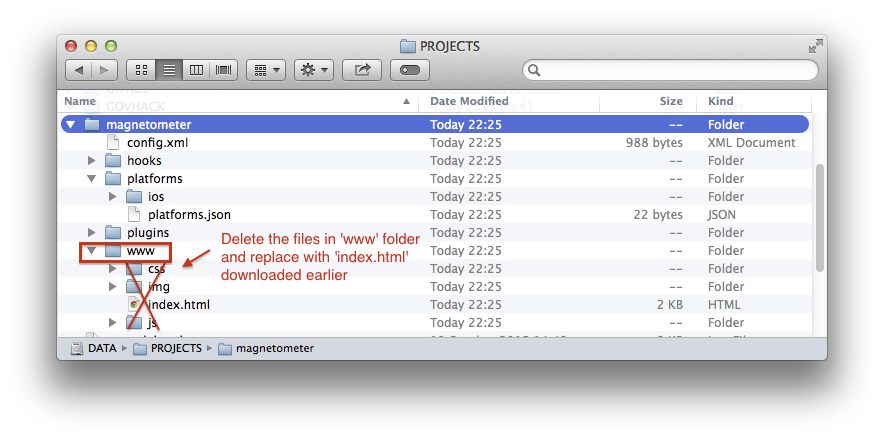 PROJECTS
Name Date Modified Size Kind
GOVHACK
magnetometer Today 22:25 -- Folder
config.xml Today 22:25 988 bytes XML Document
hooks Today 22:25 -- Folder
platforms Today 22:25 -- Folder
ios Today 22:25 -- Folder
platforms.json Today 22:25 22 bytes JSON
plugins Today 22:25 -- Folder
www Today 22:25 -- Folder
css Today 22:25 -- Folder
img Today 22:25 -- Folder
index.html Today 22:25 2 KB HTML
js Today 22:25 -- Folder
Delete the files in 'www' folder
and replace with 'index.html'
downloaded earlier
DATA PROJECTS magnetometer